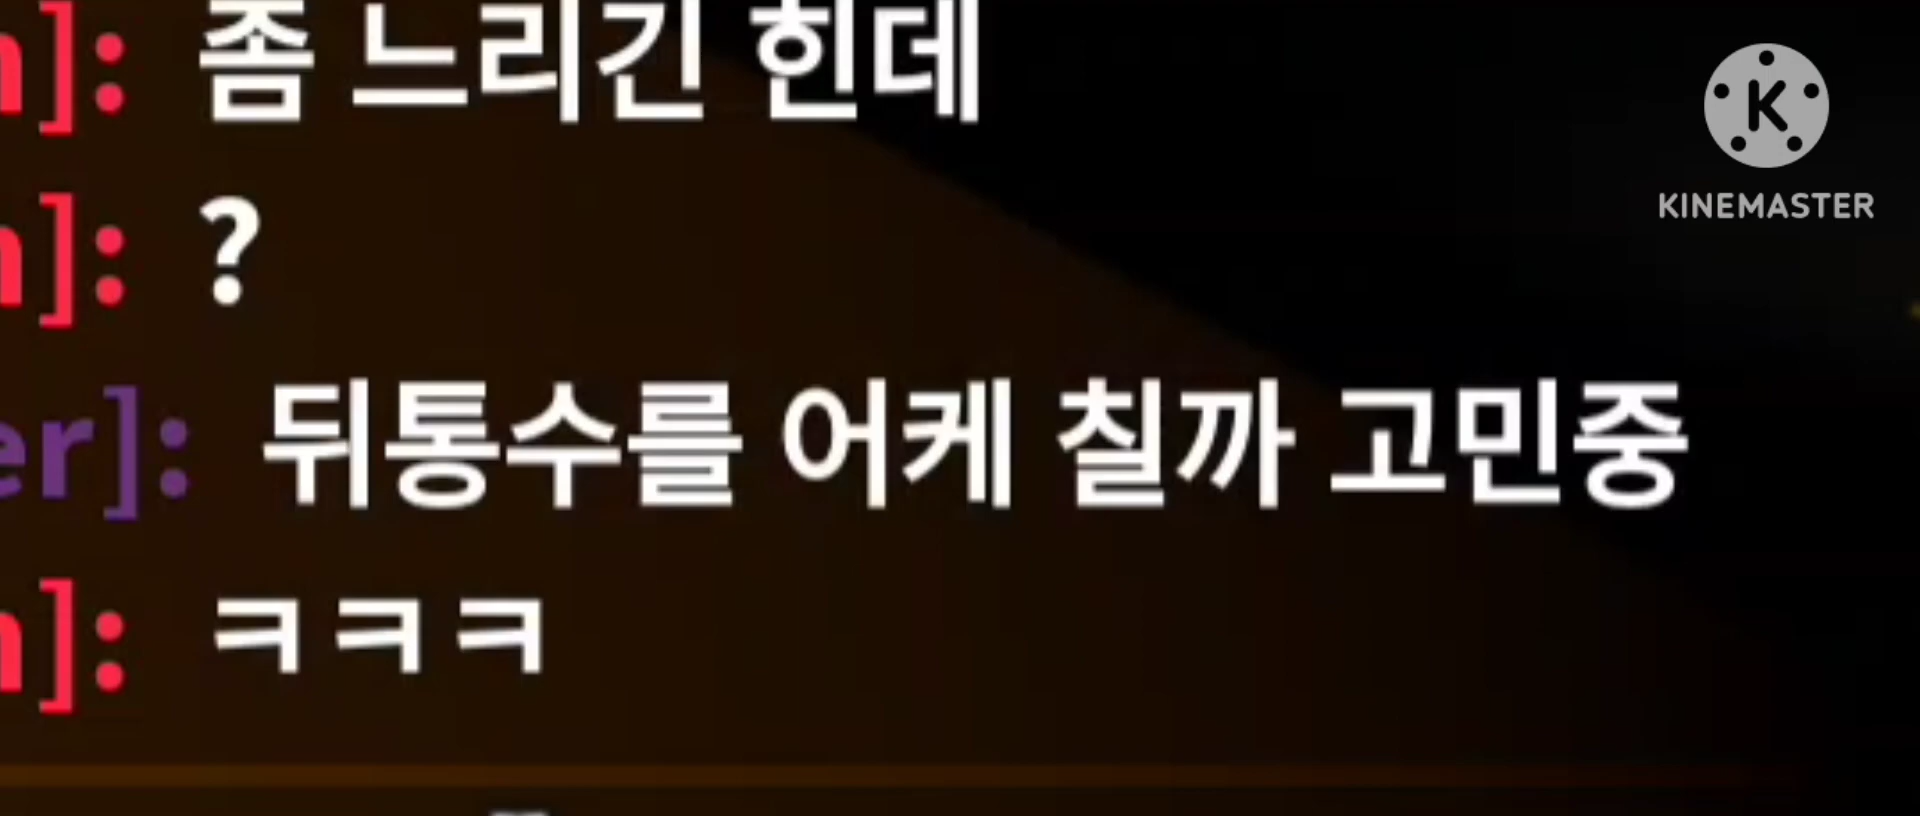 n]: 좀 느리긴 힌데
n]: ?
er]: 뒤통수를 어케 칠까 고민중
n]: ㅋㅋㅋ
K
KINEMASTER